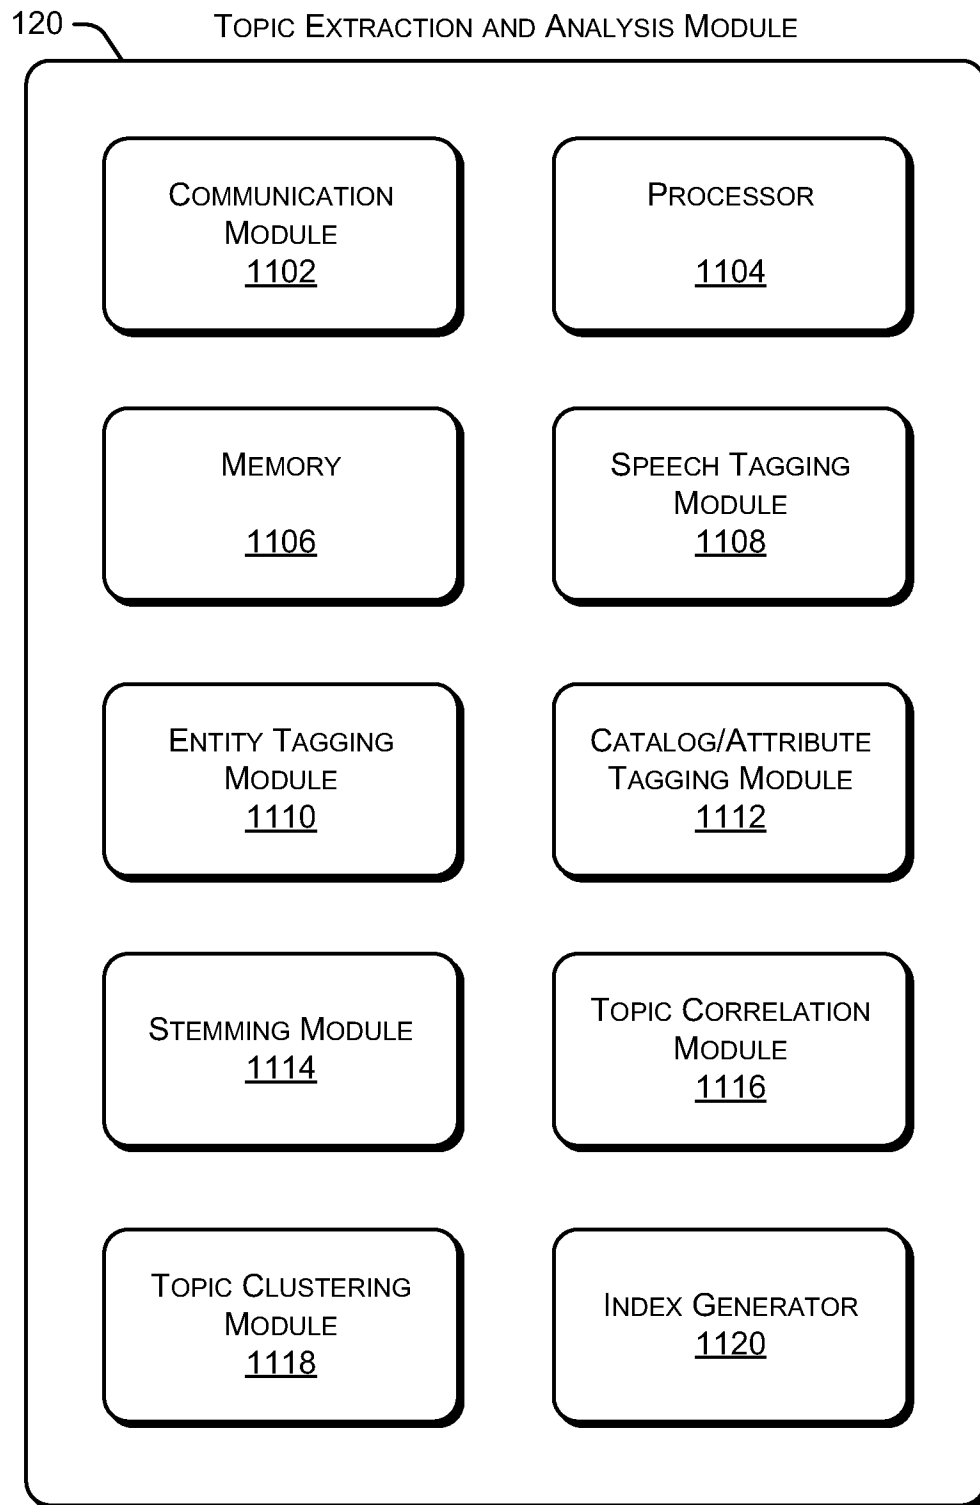 120
TOPIC EXTRACTION AND ANALYSIS MODULE
COMMUNICATION
MODULE
1102
PROCESSOR
1104
MEMORY
1106
SPEECH TAGGING
MODULE
1108
ENTITY TAGGING
MODULE
1110
CATALOG/ATTRIBUTE
TAGGING MODULE
1112
STEMMING MODULE
1114
TOPIC CORRELATION
MODULE
1116
TOPIC CLUSTERING
MODULE
1118
INDEX GENERATOR
1120